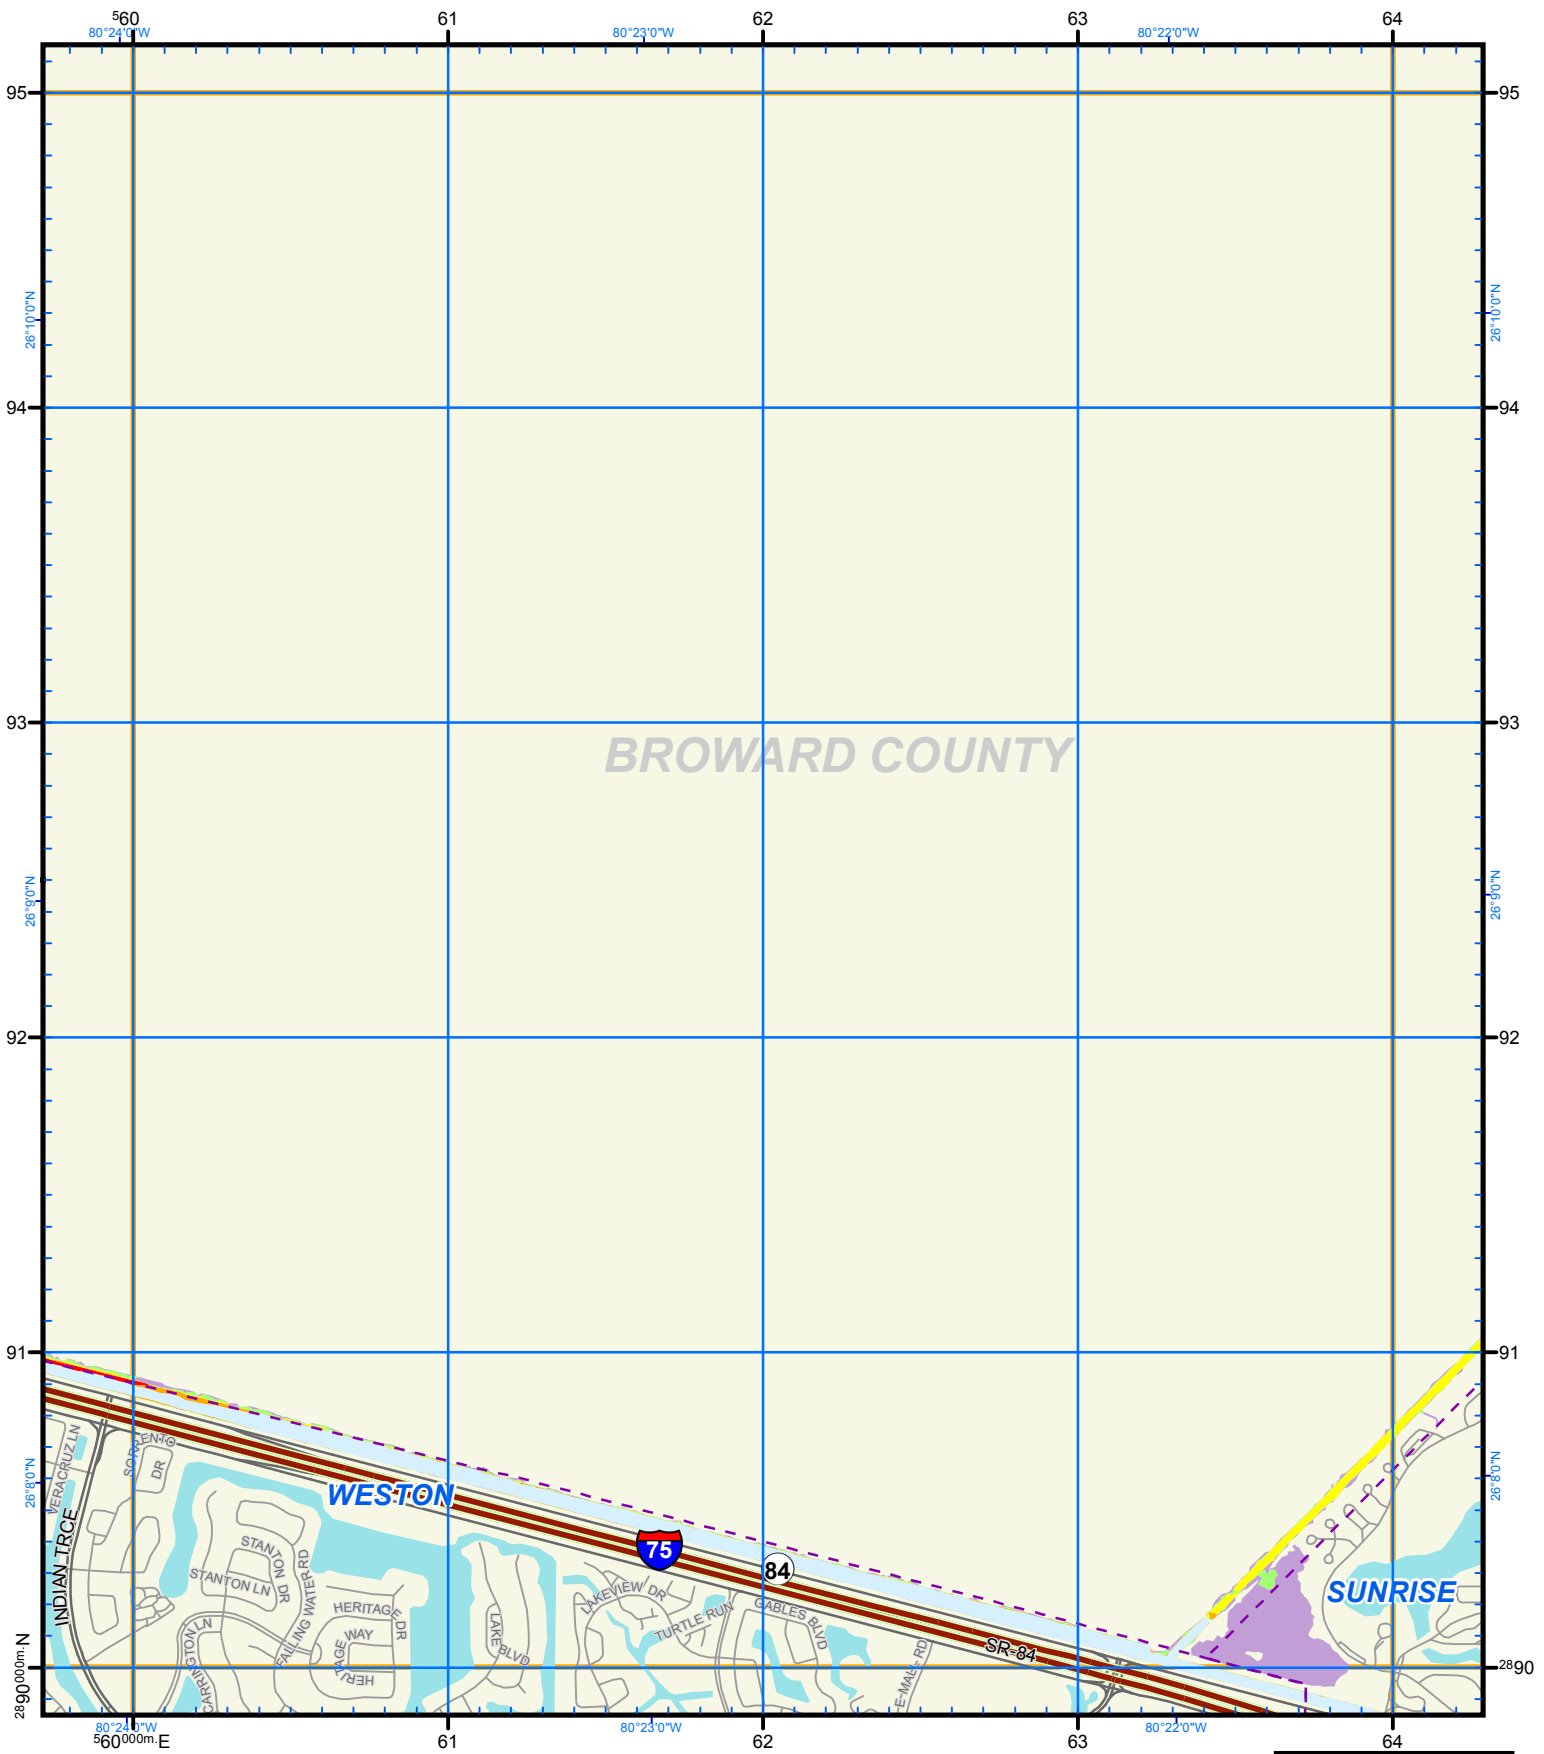 560 61 62 63 64
80°24'0"W 80°23'0"W 80°22'0"W
95 95
26°10'0"N 26°10'0"N
94 94
93 93
BROWARD COUNTY
26°9'0"N 26°9'0"N
92 92
91 91
VERACRUZ LN
SORRENTO
DR
26°8'0"N 26°8'0"N
WESTON
INDIAN TRCE
STANTON DR
STANTON LN
FALLING WATER RD
75
84
SUNRISE
LAKEVIEW DR
HERITAGE DR
GABLES BLVD
TURTLE RUN
CARRINGTON LN
WAY
HERITAGE
LAKE
BLVD
SR-84
E-MALL RD
2890000m.N 2890
80°24'0"W 80°23'0"W 80°22'0"W
560000m.E 61 62 63 64